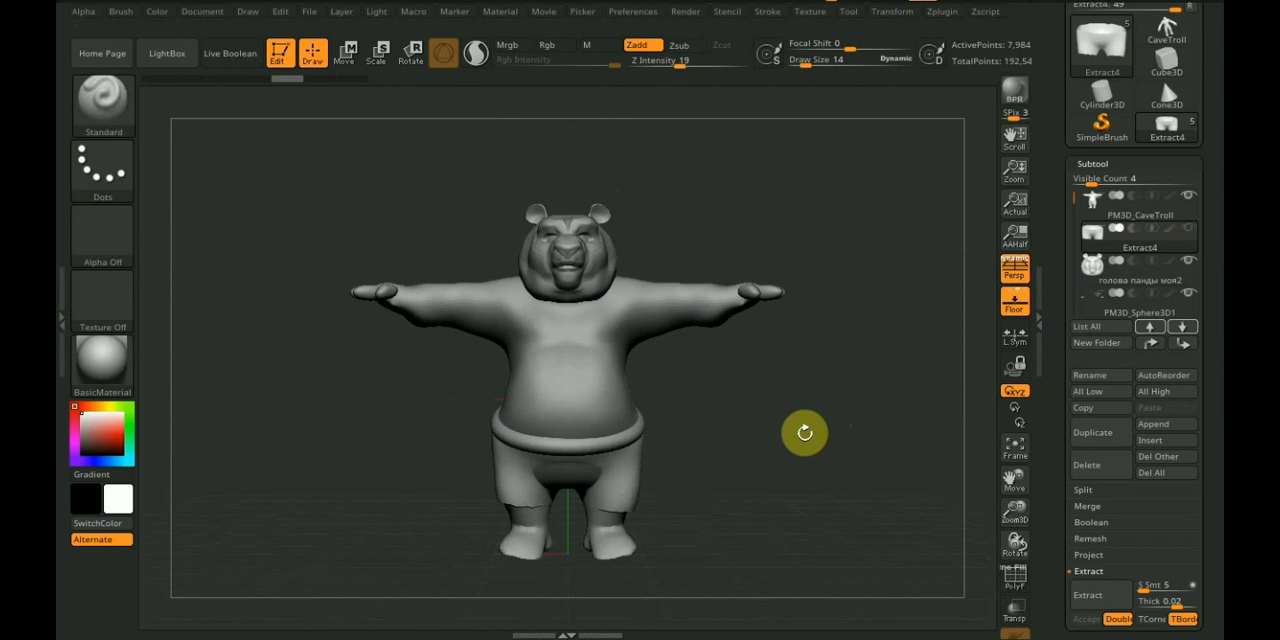 Extract4. 49
R
Alpha Brush Color Document Draw Edit File Layer Light Macro Marker Material Movie Picker Preferences Render Stencil Stroke Texture Tool Transform Zplugin Zscript
Home Page
LightBox
Live Boolean
Edit
Draw
Move
Scale
Rotate
Mrgb Rgb M
Rgb Intensity
Zadd Zsub Zcut
Z Intensity 19
S
Focal Shift 0
Draw Size 14
Dynamic
D
ActivePoints: 7,984
TotalPoints: 192,54
Standard
Dots
Alpha Off
Texture Off
BasicMaterial
Gradient
SwitchColor
Alternate
BPR
SPix 3
Scroll
Zoom
Actual
AAHalf
Dynamic
Persp
Floor
L.Sym
XYZ
Frame
Move
Zoom3D
Rotate
PolyF
Transp
5
Extract4
CaveTroll
Cube3D
Cylinder3D
Cone3D
SimpleBrush
5
Extract4
Subtool
Visible Count 4
PM3D_CaveTroll
Extract4
голова панды моя2
PM3D_Sphere3D1
List All
New Folder
Rename AutoReorder
All Low All High
Copy Paste
Duplicate Append
Insert
Delete Del Other
Del All
Split
Merge
Boolean
Remesh
Project
Extract
Extract S Smt 5
Thick 0.02
Accept Double TCorne TBorde